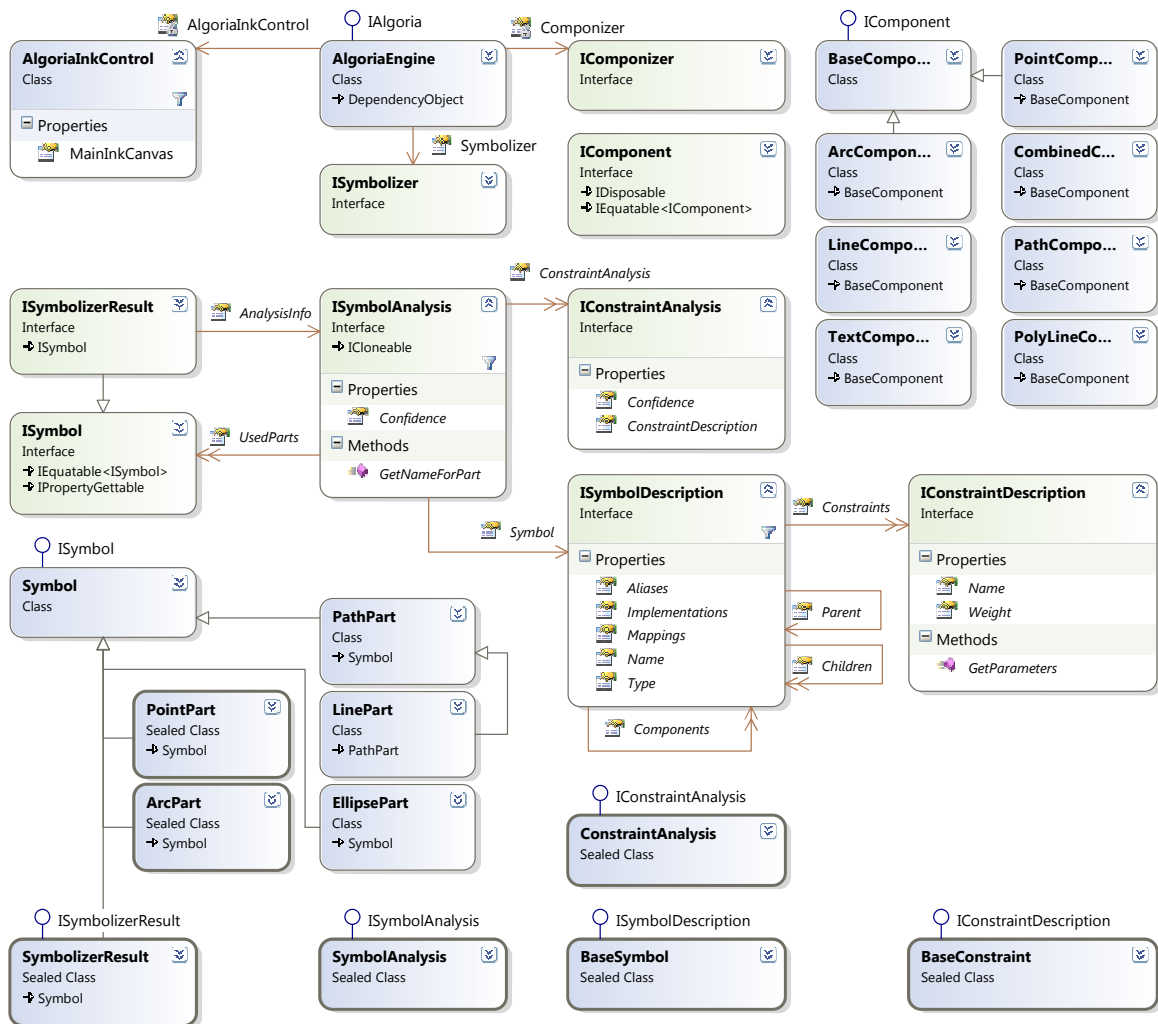 AlgoriaInkControl
IAlgoria
Componizer
IComponent
AlgoriaInkControl
Class
Properties
MainInkCanvas
AlgoriaEngine
Class
DependencyObject
Symbolizer
ISymbolizer
Interface
IComponizer
Interface
IComponent
Interface
IDisposable
IEquatable<IComponent>
BaseCompo...
Class
PointComp...
Class
BaseComponent
ArcCompon...
Class
BaseComponent
CombinedC...
Class
BaseComponent
LineCompo...
Class
BaseComponent
PathCompo...
Class
BaseComponent
TextCompo...
Class
BaseComponent
PolyLineCo...
Class
BaseComponent
ConstraintAnalysis
ISymbolizerResult
Interface
ISymbol
AnalysisInfo
ISymbolAnalysis
Interface
ICloneable
Properties
Confidence
Methods
GetNameForPart
IConstraintAnalysis
Interface
Properties
Confidence
ConstraintDescription
ISymbol
Interface
IEquatable<ISymbol>
IPropertyGettable
UsedParts
Symbol
ISymbolDescription
Interface
Properties
Aliases
Implementations
Mappings
Name
Type
Constraints
Parent
Children
Components
IConstraintDescription
Interface
Properties
Name
Weight
Methods
GetParameters
ISymbol
Symbol
Class
PathPart
Class
Symbol
PointPart
Sealed Class
Symbol
LinePart
Class
PathPart
ArcPart
Sealed Class
Symbol
EllipsePart
Class
Symbol
IConstraintAnalysis
ConstraintAnalysis
Sealed Class
ISymbolizerResult
SymbolizerResult
Sealed Class
Symbol
ISymbolAnalysis
SymbolAnalysis
Sealed Class
ISymbolDescription
BaseSymbol
Sealed Class
IConstraintDescription
BaseConstraint
Sealed Class